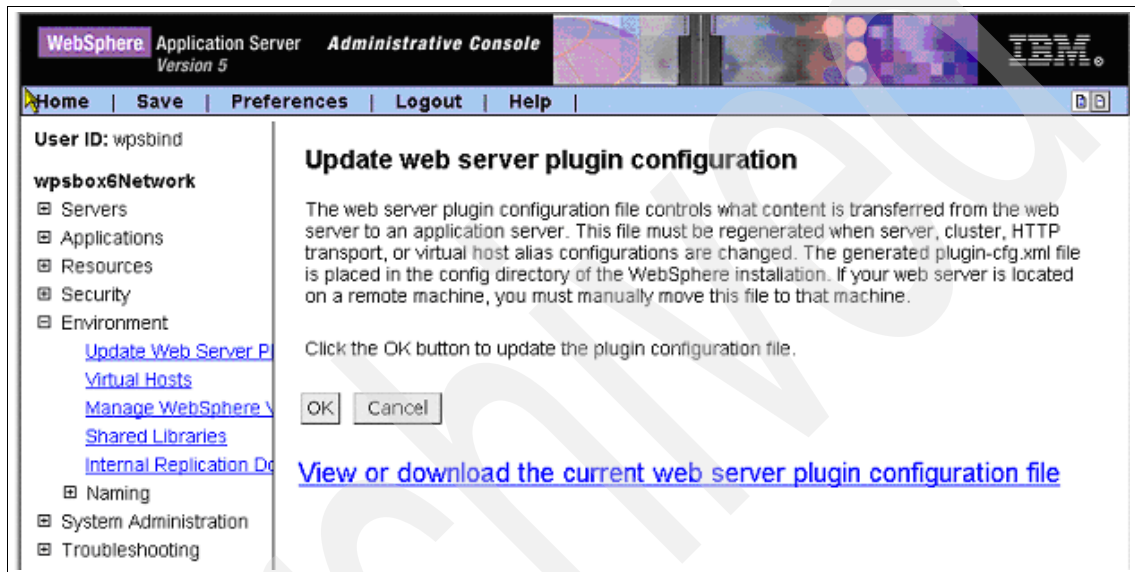 WebSphere Application Server Administrative Console
Version 5
IBM
Home | Save | Preferences | Logout | Help |
User ID: wpsbind
wpsbox6Network
Servers
Applications
Resources
Security
Environment
Update Web Server Pl
Virtual Hosts
Manage WebSphere V
Shared Libraries
Internal Replication Do
Naming
System Administration
Troubleshooting
Update web server plugin configuration
The web server plugin configuration file controls what content is transferred from the web
server to an application server. This file must be regenerated when server, cluster, HTTP
transport, or virtual host alias configurations are changed. The generated plugin-cfg.xml file
is placed in the config directory of the WebSphere installation. If your web server is located
on a remote machine, you must manually move this file to that machine.
Click the OK button to update the plugin configuration file.
OK Cancel
View or download the current web server plugin configuration file